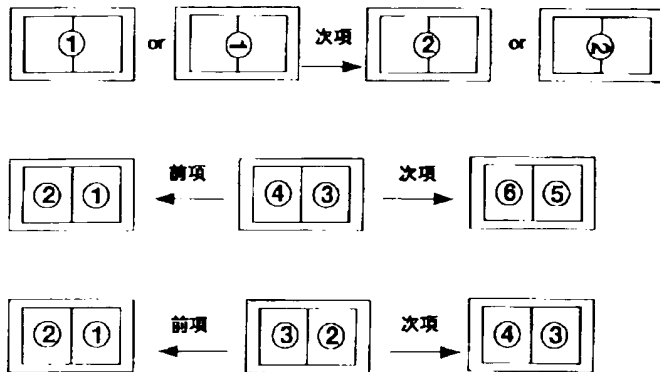 ① or ① 次項 ② or ②
② ① 前項 ④ ③ 次項 ⑥ ⑤
② ① 前項 ③ ② 次項 ④ ③